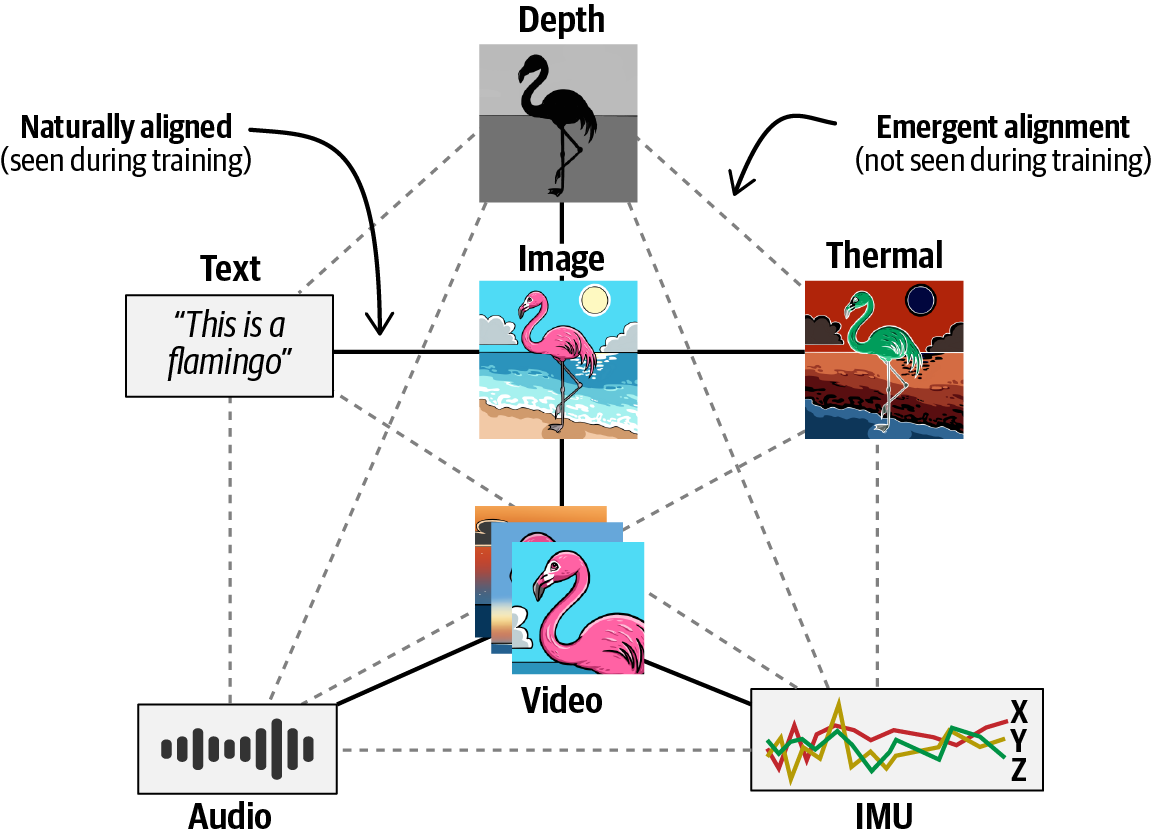 Depth
Naturally aligned
(seen during training)
Emergent alignment
(not seen during training)
Text
Image
Thermal
“This is a
flamingo”
Video
X
Y
Z
Audio
IMU